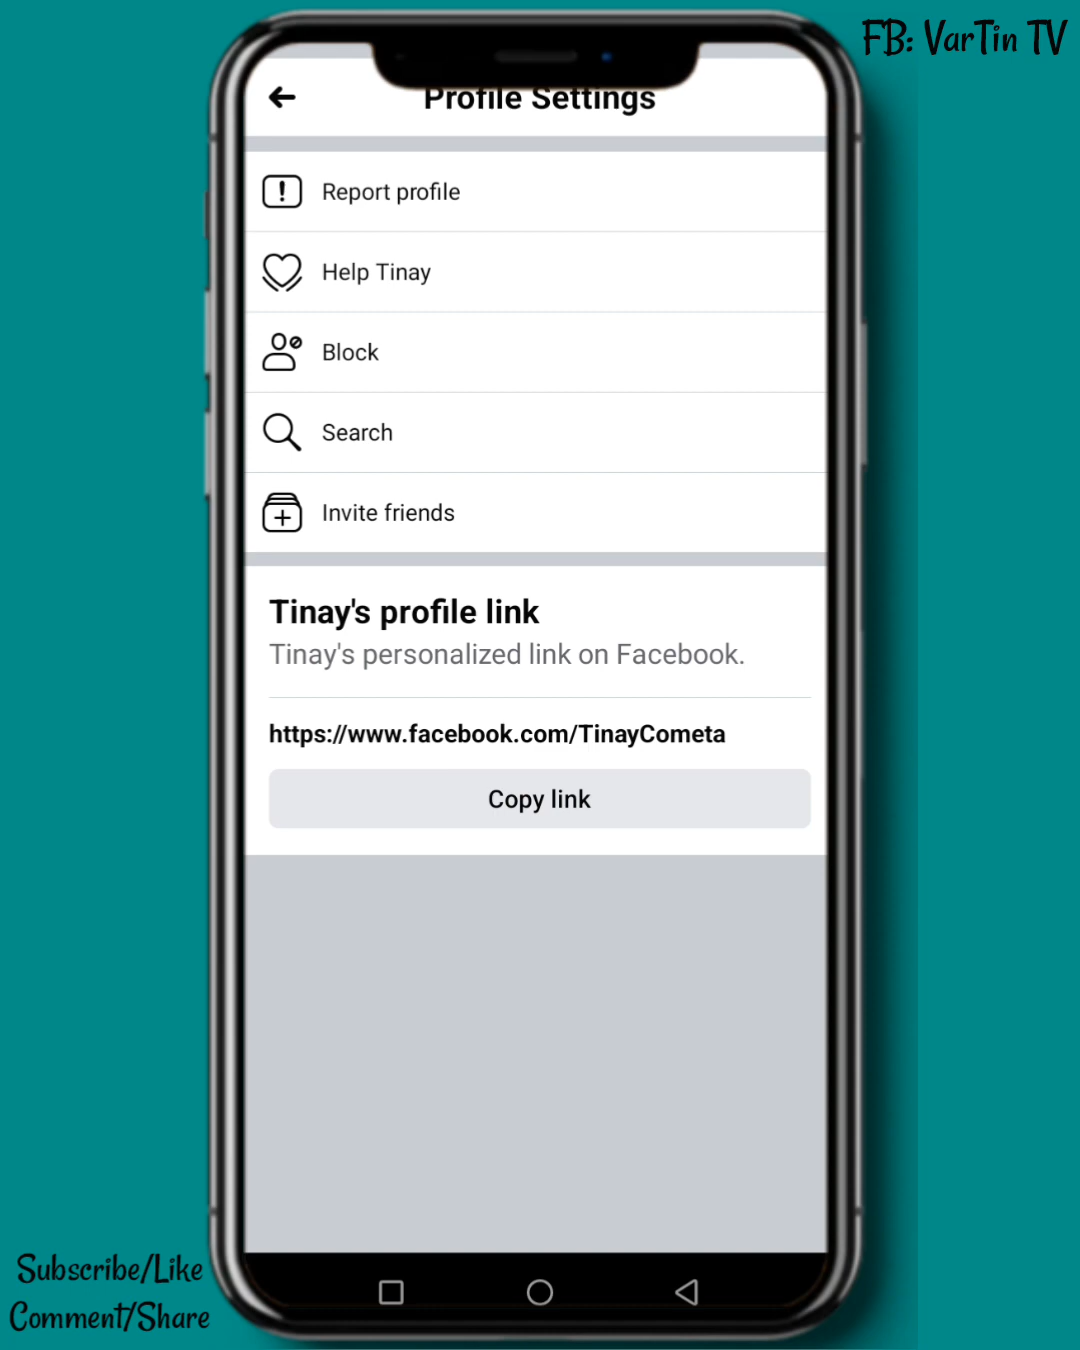 FB: VarTin TV
Profile Settings
Report profile
Help Tinay
Block
Search
Invite friends
Tinay's profile link
Tinay's personalized link on Facebook.
https://www.facebook.com/TinayCometa
Copy link
Subscribe/Like
Comment/Share